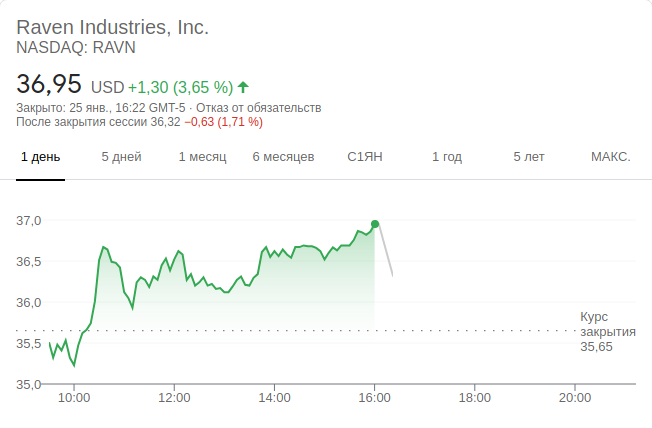 Raven Industries, Inc.
NASDAQ: RAVN
36,95 USD +1,30 (3,65 %)
Закрыто: 25 янв., 16:22 GMT-5 · Отказ от обязательств
После закрытия сессии 36,32 −0,63 (1,71 %)
1 день 5 дней 1 месяц 6 месяцев С1ЯН 1 год 5 лет МАКС.
37,0
36,5
36,0
35,5
35,0
Курс
закрытия
35,65
10:00 12:00 14:00 16:00 18:00 20:00